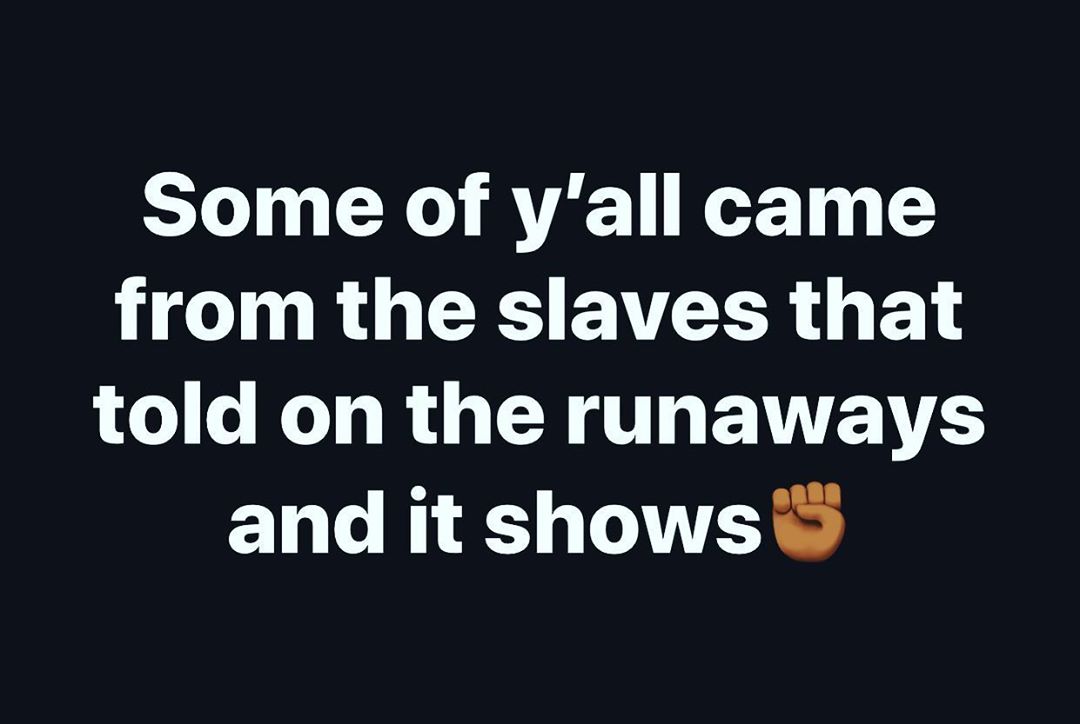 Some of y’all came
from the slaves that
told on the runaways
and it shows✊🏾